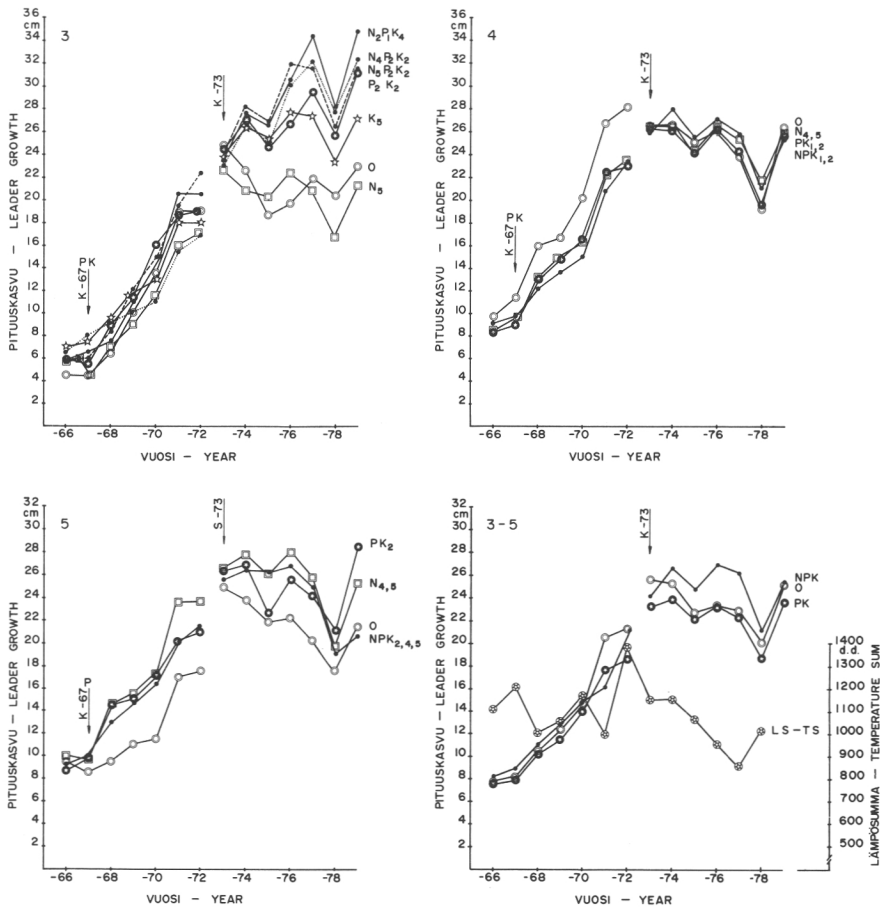 36
cm
34
32
30
28
26
24
22
20
18
16
14
12
10
8
6
4
2
3
PITUUSKASVU – LEADER GROWTH
K-67 PK
K-73
N2P1K4
N4P2K2
N5P2K2
P2K2
K5
O
N5
-66 -68 -70 -72 -74 -76 -78
VUOSI – YEAR
36
cm
34
32
30
28
26
24
22
20
18
16
14
12
10
8
6
4
2
4
PITUUSKASVU – LEADER GROWTH
K-67 PK
K-73
O
N4,5
PK1,2
NPK1,2
-66 -68 -70 -72 -74 -76 -78
VUOSI – YEAR
32
cm
30
28
26
24
22
20
18
16
14
12
10
8
6
4
2
5
PITUUSKASVU – LEADER GROWTH
K-67 P
S-73
PK2
N4,5
O
NPK2,4,5
-66 -68 -70 -72 -74 -76 -78
VUOSI – YEAR
32
cm
30
28
26
24
22
20
18
16
14
12
10
8
6
4
2
3-5
PITUUSKASVU – LEADER GROWTH
K-73
NPK
O
PK
LS-TS
1400
d.d.
1300
1200
1100
1000
900
800
700
600
500
LÄMPÖSUMMA – TEMPERATURE SUM
-66 -68 -70 -72 -74 -76 -78
VUOSI – YEAR